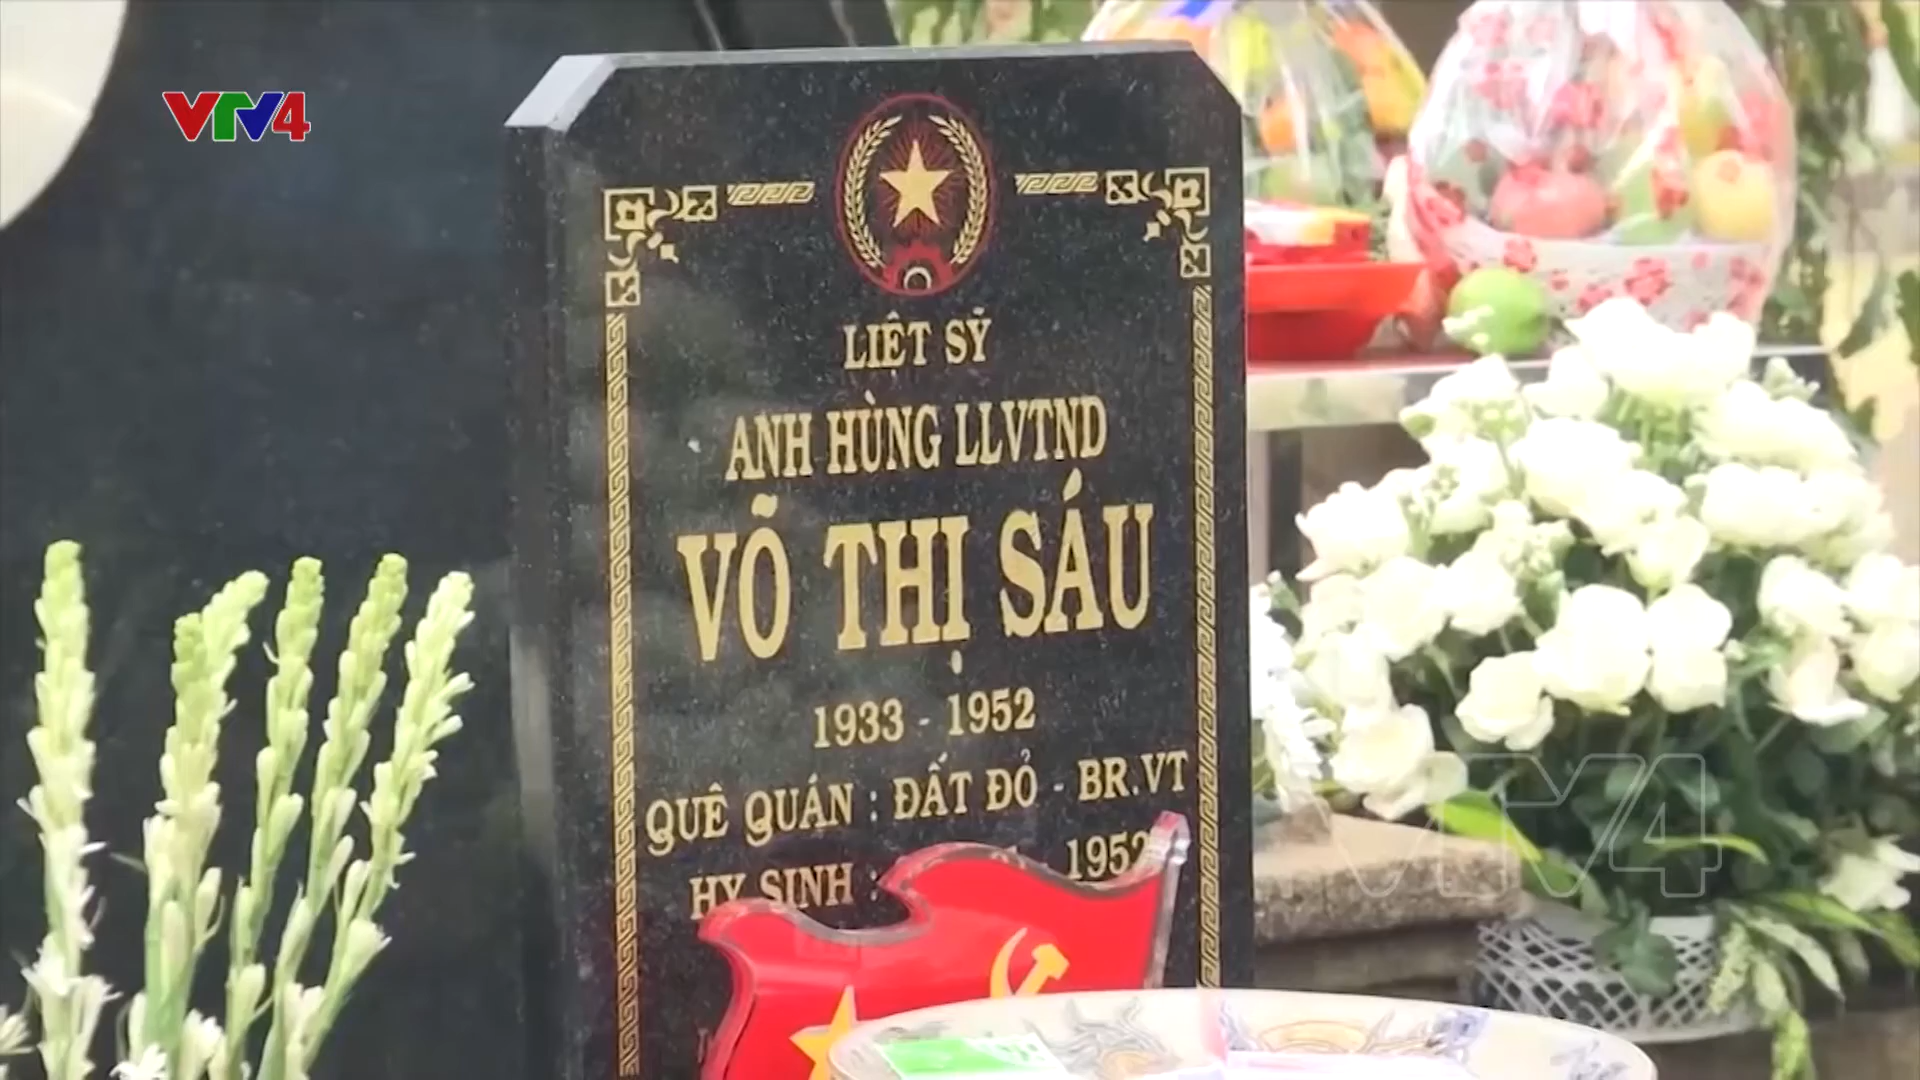 VTV4
LIỆT SỸ
ANH HÙNG LLVTND
VÕ THỊ SÁU
1933 - 1952
QUÊ QUÁN : ĐẤT ĐỎ - BR.VT
HY SINH : - 1952
VTV4